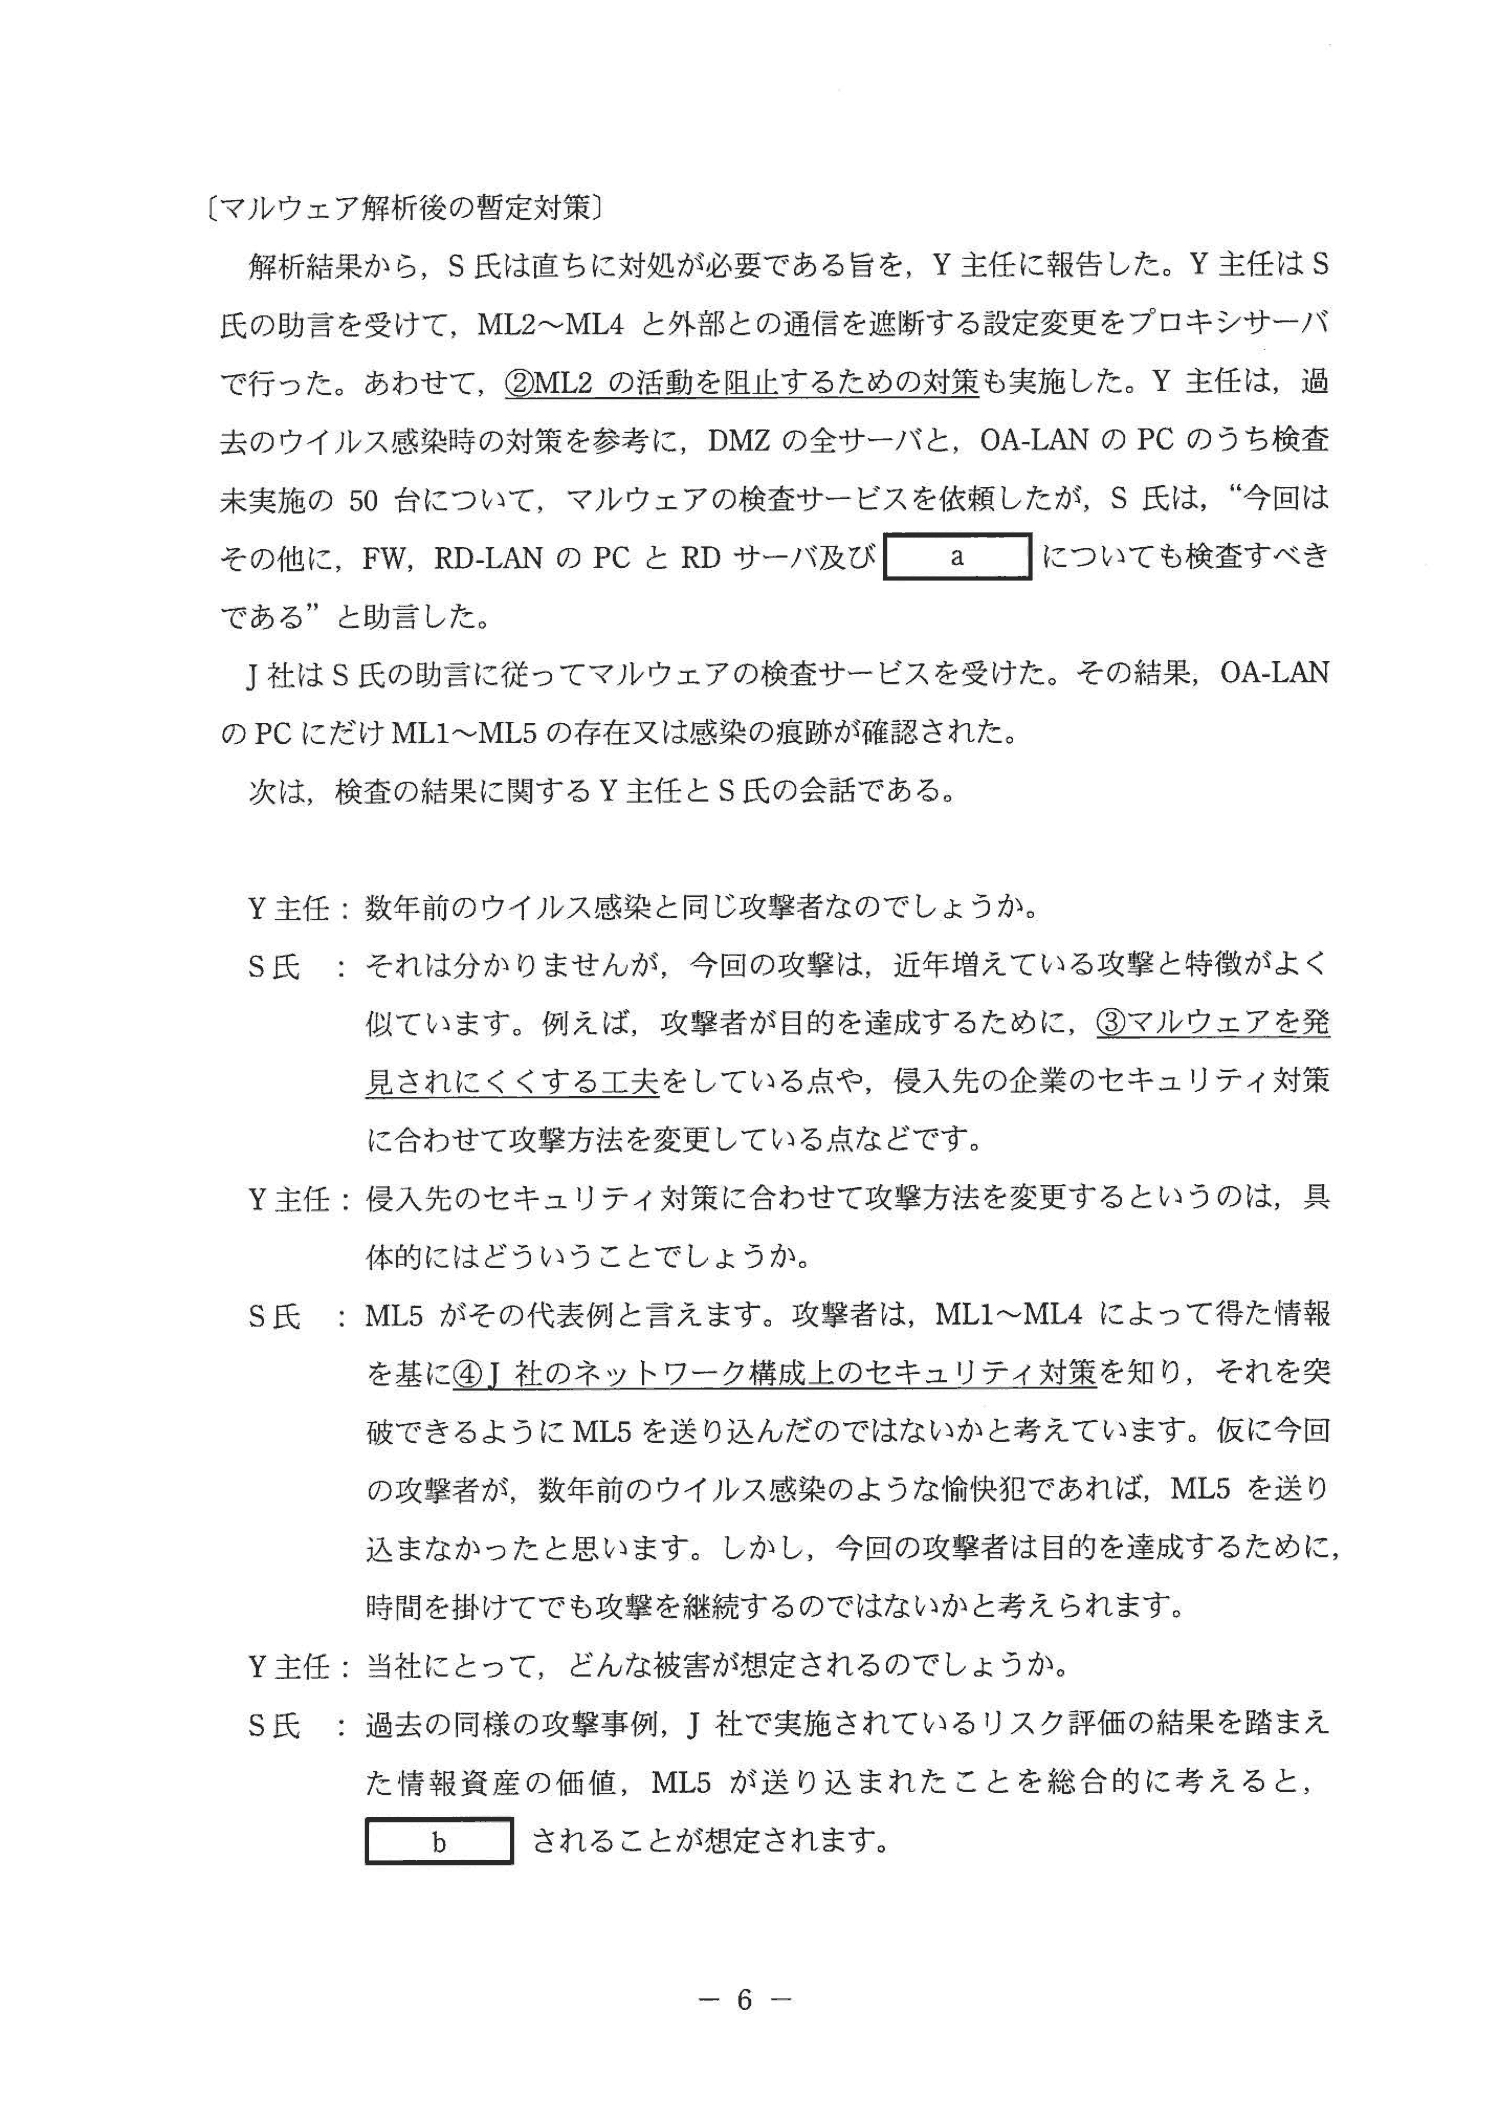 〔マルウェア解析後の暫定対策〕
解析結果から，S 氏は直ちに対処が必要である旨を，Y 主任に報告した。Y 主任は S
氏の助言を受けて，ML2～ML4 と外部との通信を遮断する設定変更をプロキシサーバ
で行った。あわせて，②ML2 の活動を阻止するための対策も実施した。Y 主任は，過
去のウイルス感染時の対策を参考に，DMZ の全サーバと，OA-LAN の PC のうち検査
未実施の 50 台について，マルウェアの検査サービスを依頼したが，S 氏は，“今回は
その他に，FW，RD-LAN の PC と RD サーバ及び a についても検査すべき
である” と助言した。
J 社は S 氏の助言に従ってマルウェアの検査サービスを受けた。その結果，OA-LAN
の PC にだけ ML1～ML5 の存在又は感染の痕跡が確認された。
次は，検査の結果に関する Y 主任と S 氏の会話である。
Y 主任：数年前のウイルス感染と同じ攻撃者なのでしょうか。
S 氏　：それは分かりませんが，今回の攻撃は，近年増えている攻撃と特徴がよく
似ています。例えば，攻撃者が目的を達成するために，③マルウェアを発
見されにくくする工夫をしている点や，侵入先の企業のセキュリティ対策
に合わせて攻撃方法を変更している点などです。
Y 主任：侵入先のセキュリティ対策に合わせて攻撃方法を変更するというのは，具
体的にはどういうことでしょうか。
S 氏　：ML5 がその代表例と言えます。攻撃者は，ML1～ML4 によって得た情報
を基に④J 社のネットワーク構成上のセキュリティ対策を知り，それを突
破できるように ML5 を送り込んだのではないかと考えています。仮に今回
の攻撃者が，数年前のウイルス感染のような愉快犯であれば，ML5 を送り
込まなかったと思います。しかし，今回の攻撃者は目的を達成するために，
時間を掛けてでも攻撃を継続するのではないかと考えられます。
Y 主任：当社にとって，どんな被害が想定されるのでしょうか。
S 氏　：過去の同様の攻撃事例，J 社で実施されているリスク評価の結果を踏まえ
た情報資産の価値，ML5 が送り込まれたことを総合的に考えると，
b されることが想定されます。
－ 6 －